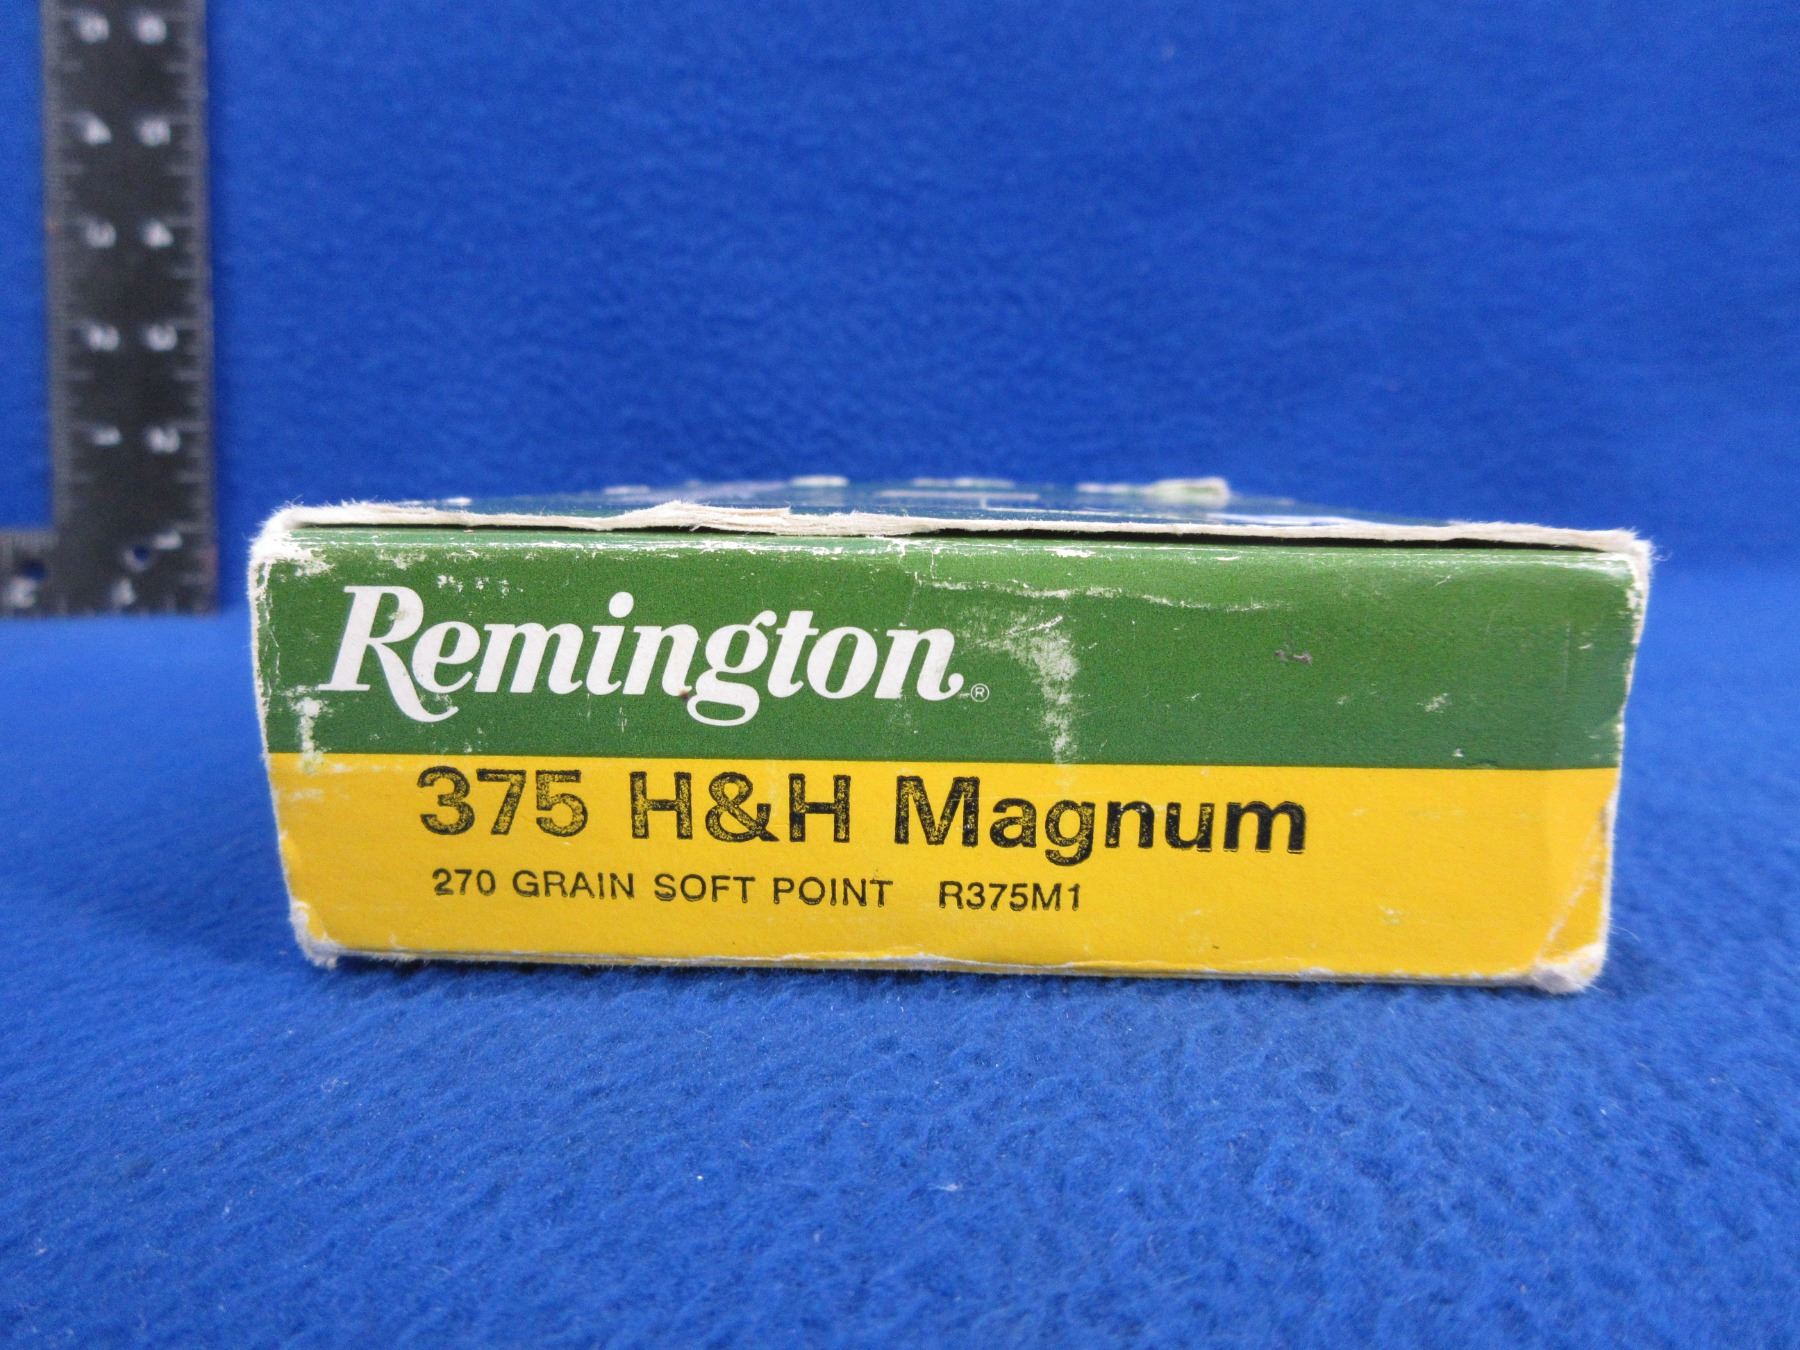 Remington®
375 H&H Magnum
270 GRAIN SOFT POINT R375M1